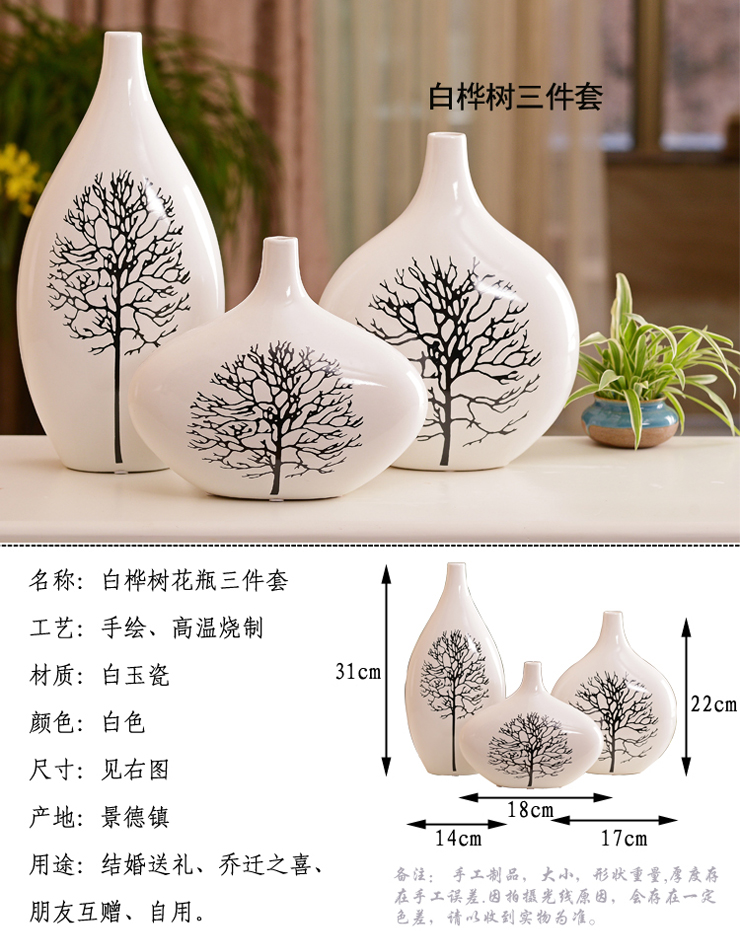 白桦树三件套
名称：白桦树花瓶三件套
工艺：手绘、高温烧制
材质：白玉瓷
颜色：白色
尺寸：见右图
产地：景德镇
用途：结婚送礼、乔迁之喜、
朋友互赠、自用。
31cm
22cm
18cm
14cm
17cm
备注： 手工制品，大小，形状重量,厚度存
在手工误差.因拍摄光线原因，会存在一定
色差，请以收到实物为准。